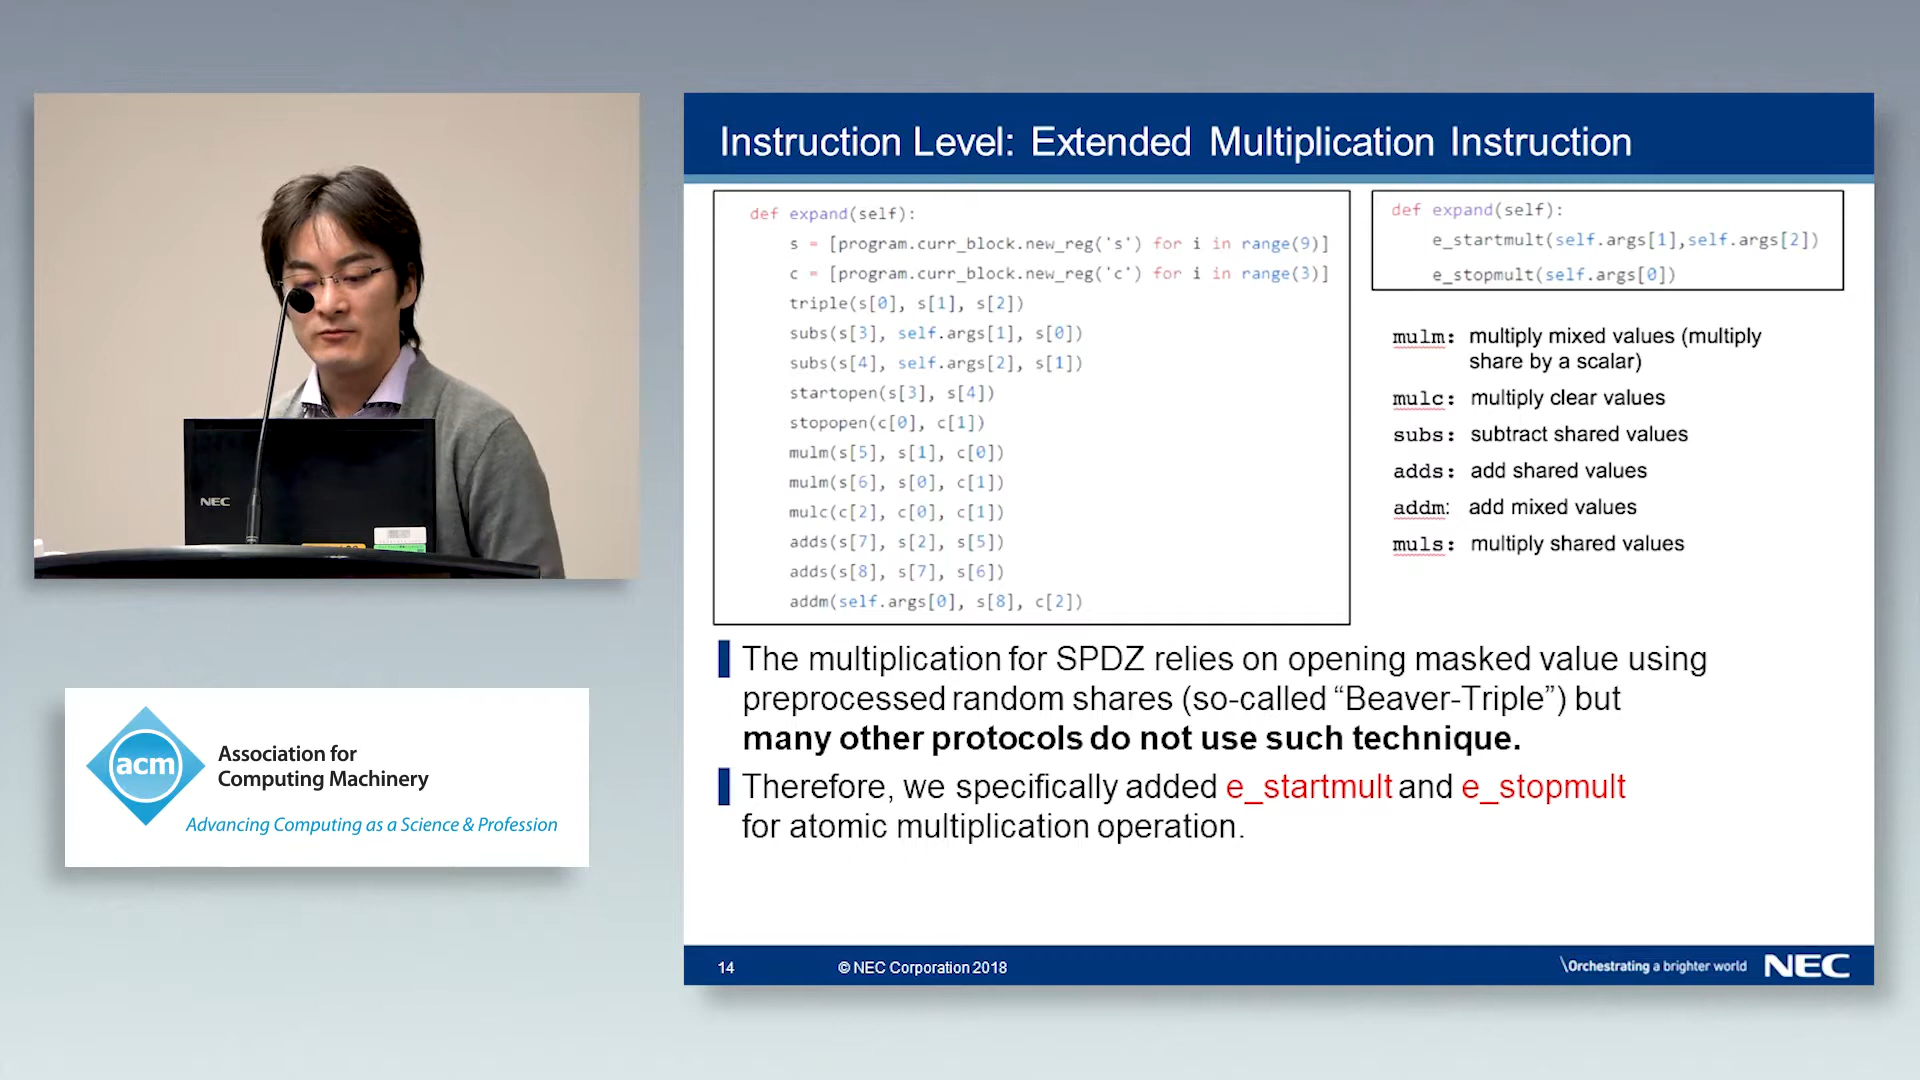 NEC
acm
Association for
Computing Machinery
Advancing Computing as a Science & Profession
Instruction Level: Extended Multiplication Instruction
def expand(self):
s = [program.curr_block.new_reg('s') for i in range(9)]
c = [program.curr_block.new_reg('c') for i in range(3)]
triple(s[0], s[1], s[2])
subs(s[3], self.args[1], s[0])
subs(s[4], self.args[2], s[1])
startopen(s[3], s[4])
stopopen(c[0], c[1])
mulm(s[5], s[1], c[0])
mulm(s[6], s[0], c[1])
mulc(c[2], c[0], c[1])
adds(s[7], s[2], s[5])
adds(s[8], s[7], s[6])
addm(self.args[0], s[8], c[2])
def expand(self):
e_startmult(self.args[1],self.args[2])
e_stopmult(self.args[0])
mulm: multiply mixed values (multiply
share by a scalar)
mulc: multiply clear values
subs: subtract shared values
adds: add shared values
addm: add mixed values
muls: multiply shared values
The multiplication for SPDZ relies on opening masked value using
preprocessed random shares (so-called “Beaver-Triple”) but
many other protocols do not use such technique.
Therefore, we specifically added e_startmult and e_stopmult
for atomic multiplication operation.
14
© NEC Corporation 2018
\Orchestrating a brighter world
NEC